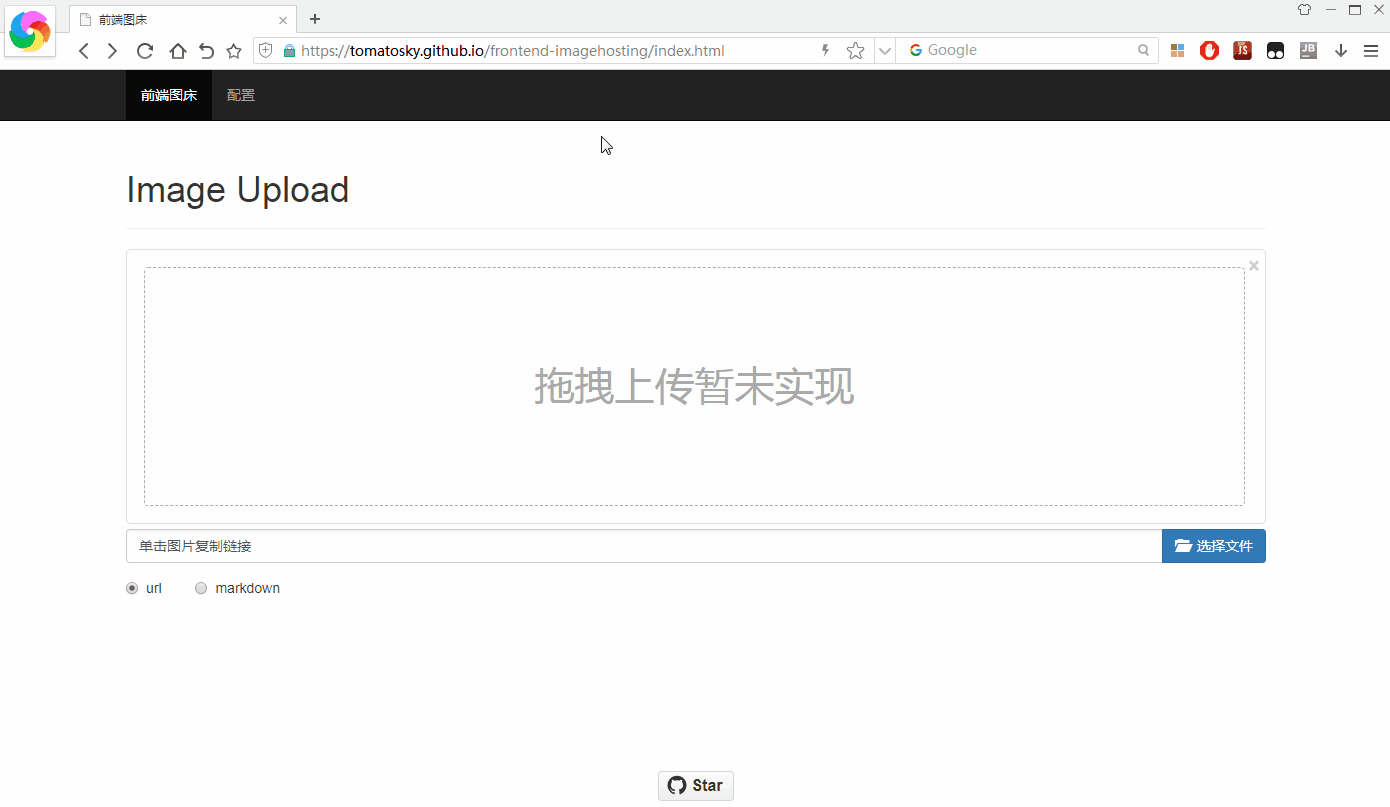 前端图床
https://tomatosky.github.io/frontend-imagehosting/index.html
Google
JS
JB
前端图床
配置
Image Upload
拖拽上传暂未实现
单击图片复制链接
选择文件
url
markdown
Star